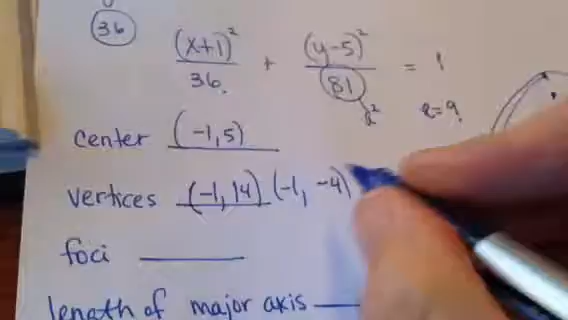 36
(x+1)² / 36 + (y-5)² / 81 = 1
a²
a=9
center (-1,5)
vertices (-1,14) (-1,-4)
foci
length of major axis